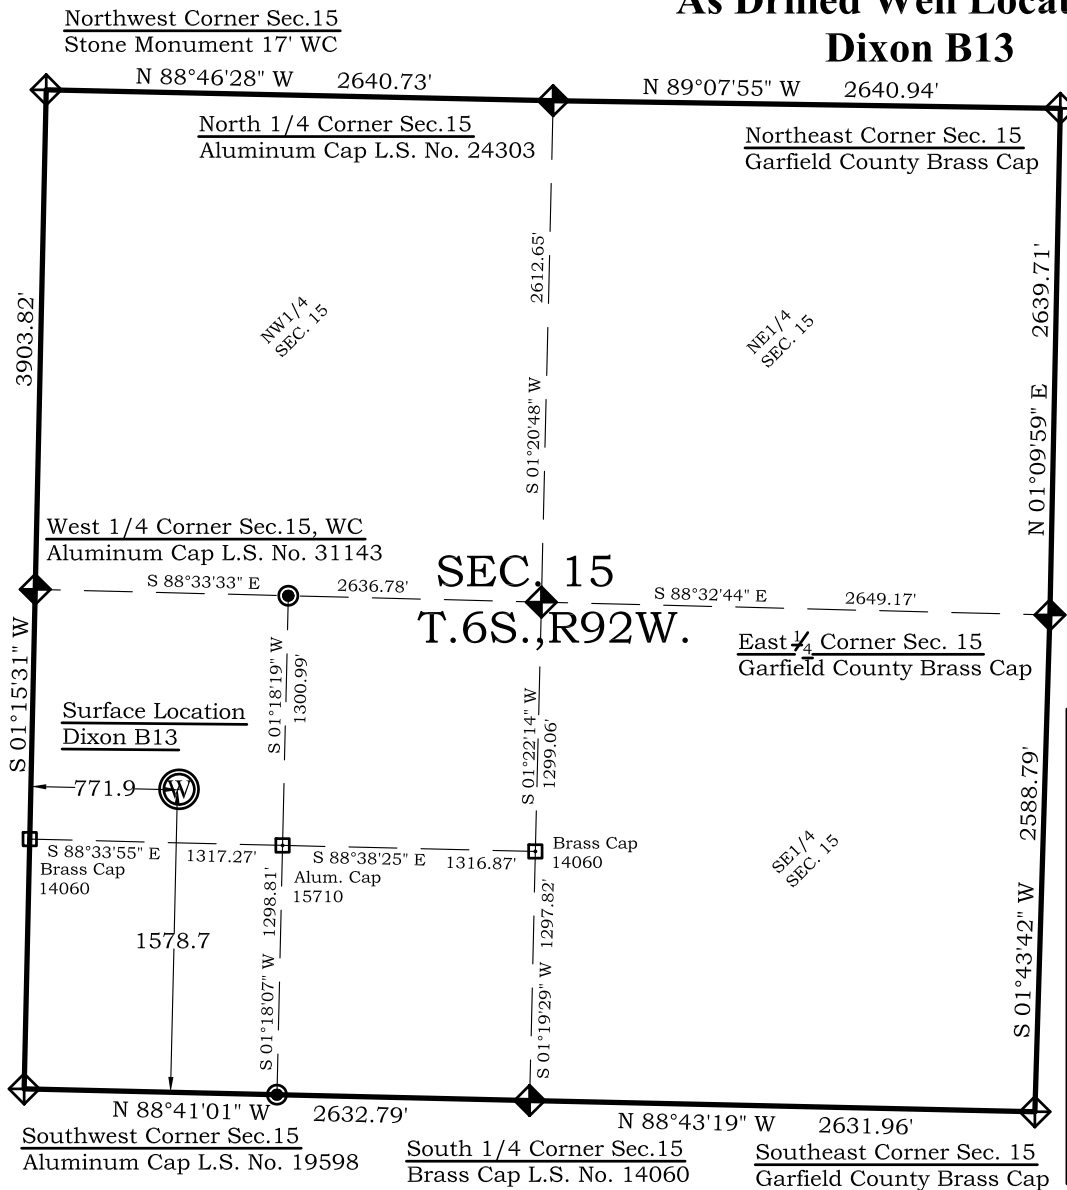 As Drilled Well Locat
Dixon B13
Northwest Corner Sec.15
Stone Monument 17' WC
N 88°46'28" W 2640.73'
N 89°07'55" W 2640.94'
North 1/4 Corner Sec.15
Aluminum Cap L.S. No. 24303
Northeast Corner Sec. 15
Garfield County Brass Cap
3903.82'
2612.65'
2639.71'
NW1/4
SEC. 15
NE1/4
SEC. 15
S 01°20'48" W
N 01°09'59" E
West 1/4 Corner Sec.15, WC
Aluminum Cap L.S. No. 31143
S 88°33'33" E 2636.78'
SEC. 15
T.6S.,R92W.
S 88°32'44" E 2649.17'
East 1/4 Corner Sec. 15
Garfield County Brass Cap
S 01°15'31" W
S 01°18'19" W
1300.99'
Surface Location
Dixon B13
S 01°22'14" W
1299.06'
2588.79'
771.9
W
S 88°33'55" E 1317.27'
S 88°38'25" E 1316.87'
Brass Cap
14060
Alum. Cap
15710
Brass Cap
14060
SE1/4
SEC. 15
1578.7
1298.81'
S 01°18'07" W
1297.82'
S 01°19'29" W
S 01°43'42" W
N 88°41'01" W 2632.79'
N 88°43'19" W 2631.96'
Southwest Corner Sec.15
Aluminum Cap L.S. No. 19598
South 1/4 Corner Sec.15
Brass Cap L.S. No. 14060
Southeast Corner Sec. 15
Garfield County Brass Cap